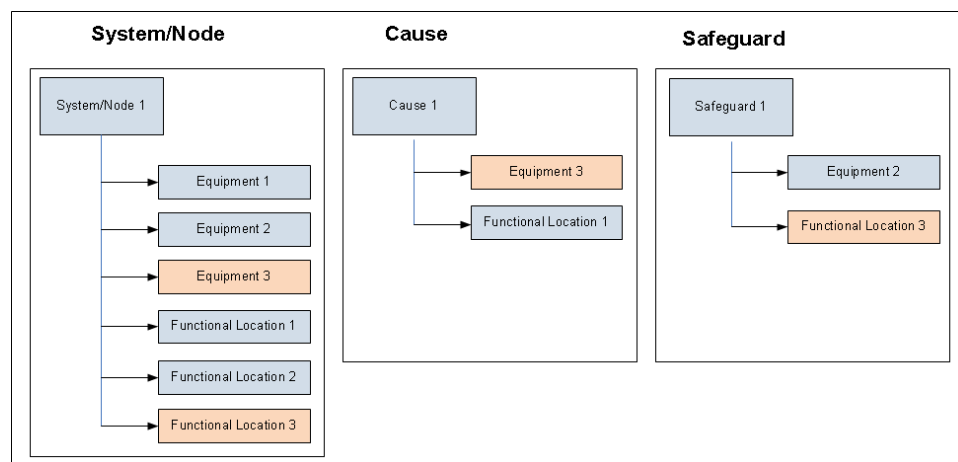 System/Node
Cause
Safeguard
System/Node 1
Equipment 1
Equipment 2
Equipment 3
Functional Location 1
Functional Location 2
Functional Location 3
Cause 1
Equipment 3
Functional Location 1
Safeguard 1
Equipment 2
Functional Location 3